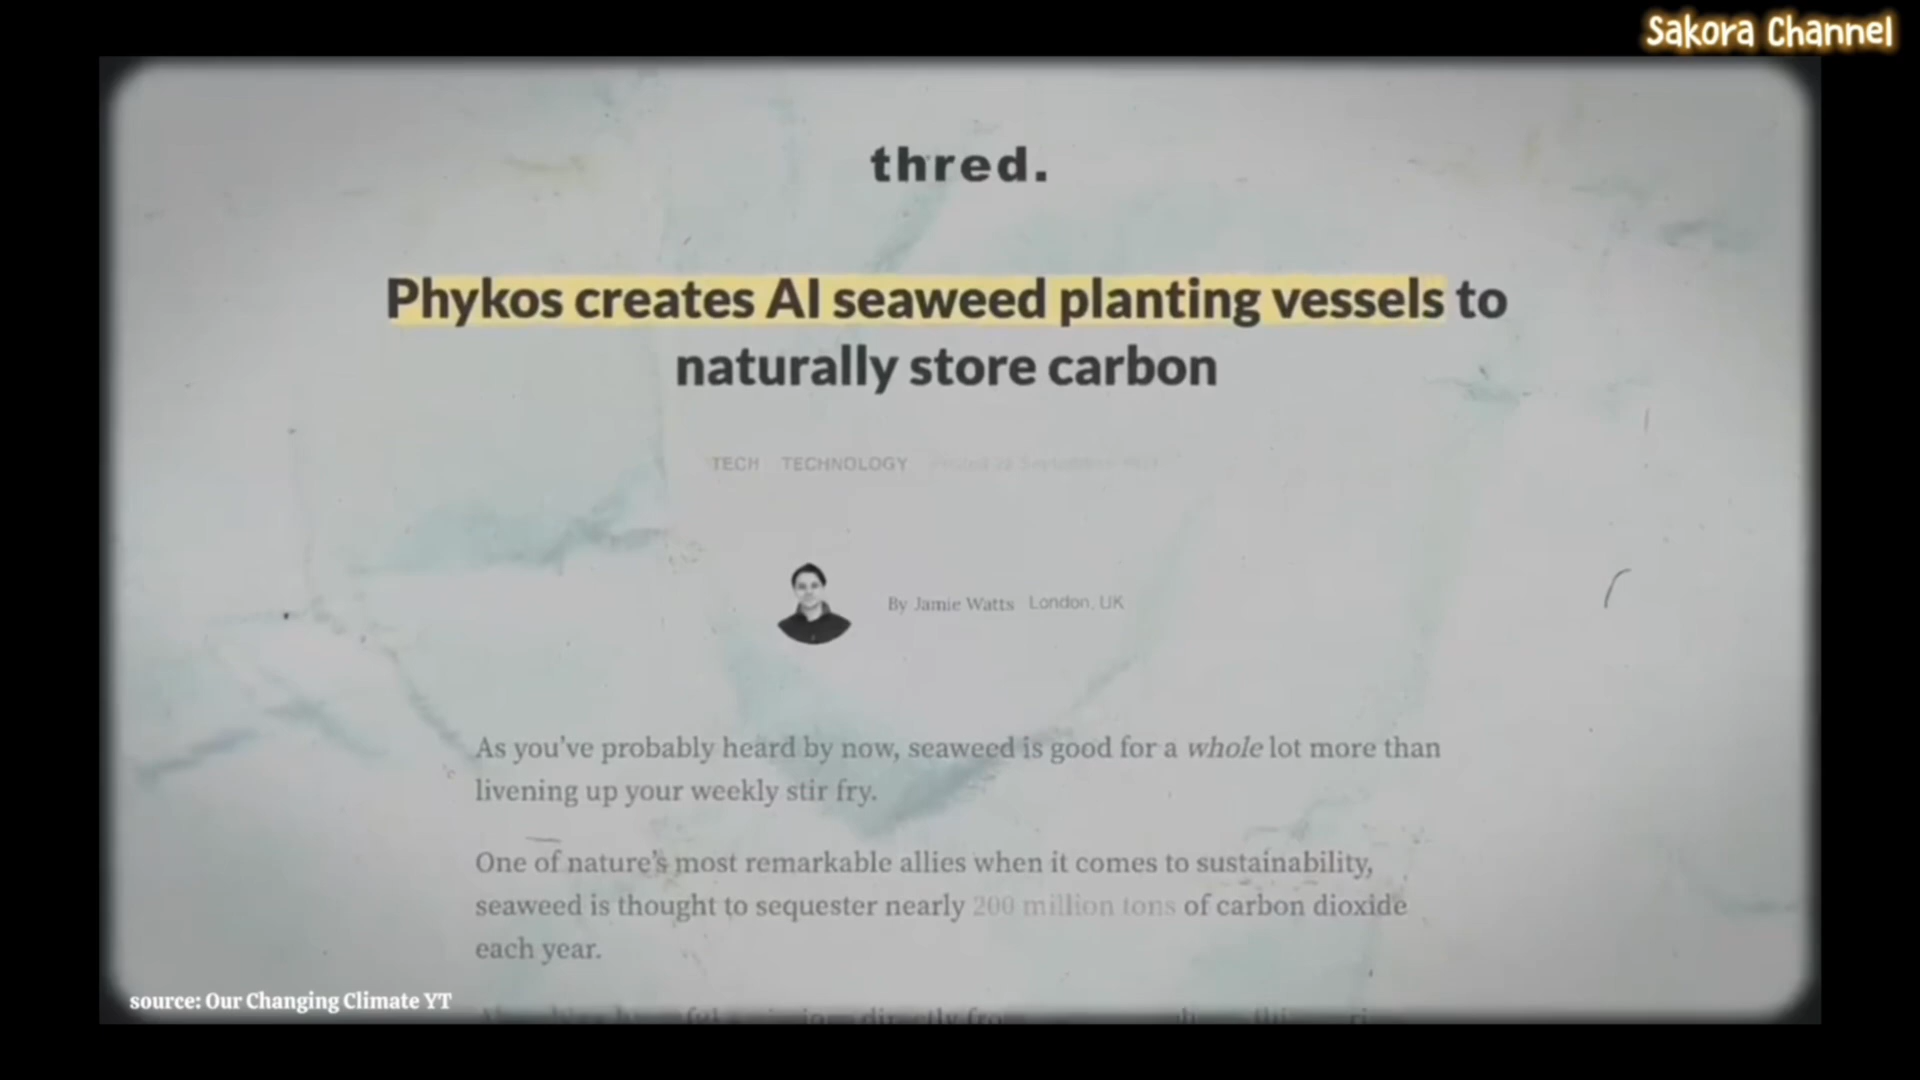 Sakora Channel
thred.
Phykos creates AI seaweed planting vessels to
naturally store carbon
TECH TECHNOLOGY
By Jamie Watts London, UK
As you've probably heard by now, seaweed is good for a whole lot more than
livening up your weekly stir fry.
One of nature's most remarkable allies when it comes to sustainability,
seaweed is thought to sequester nearly 200 million tons of carbon dioxide
each year.
source: Our Changing Climate YT